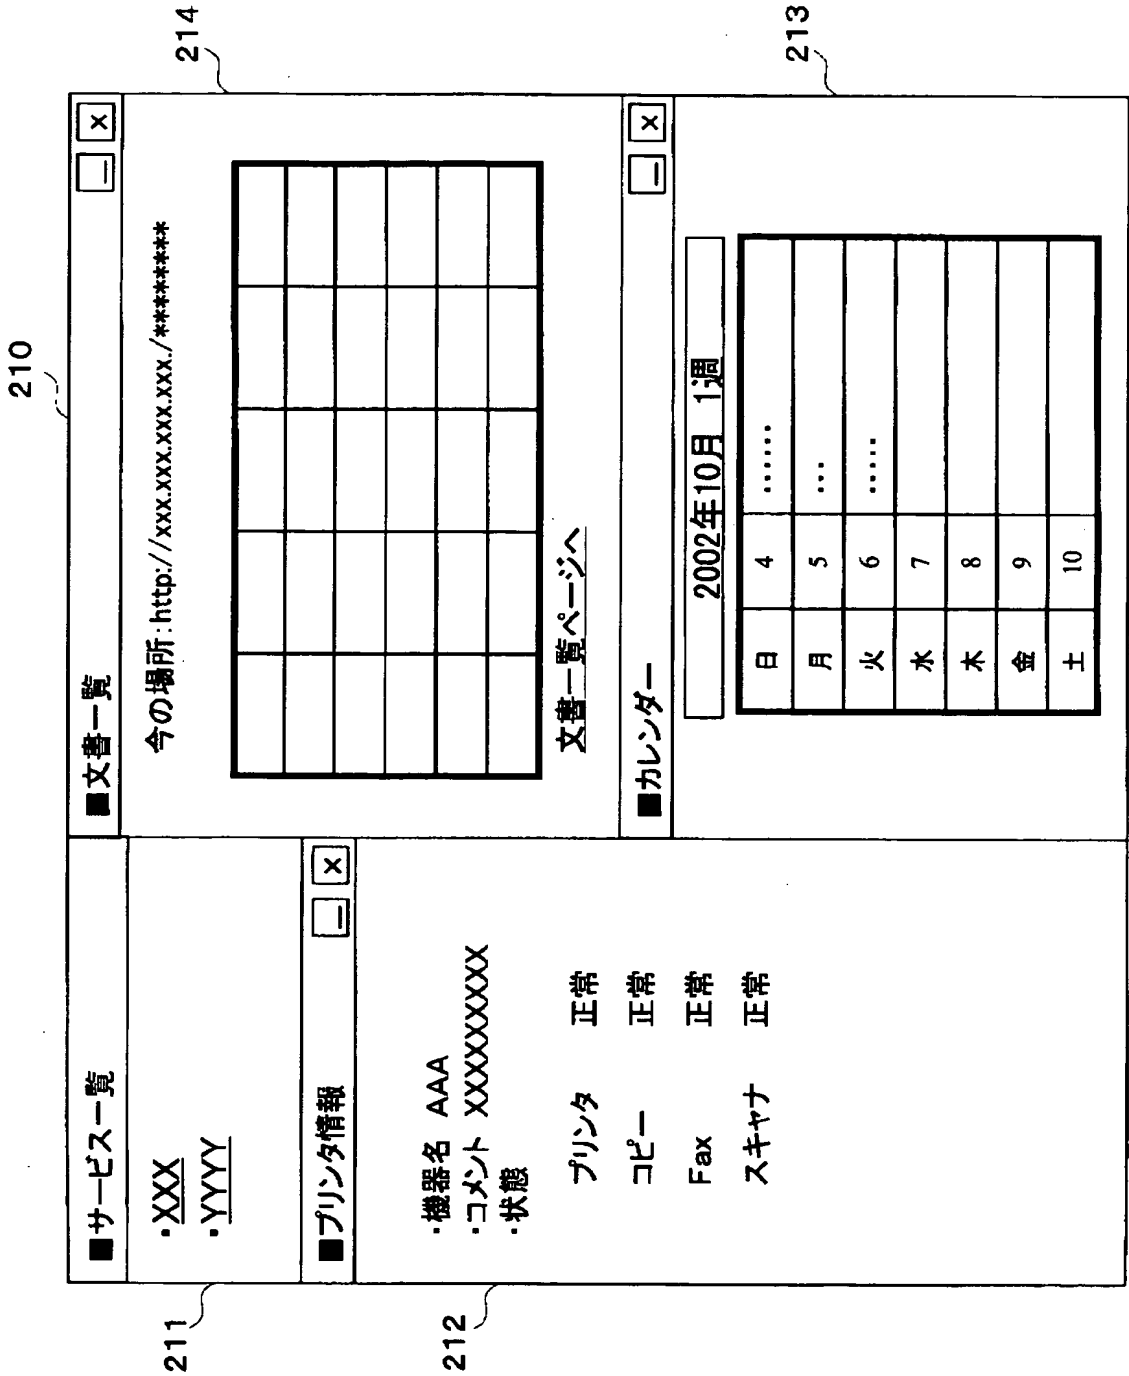 210
214
213
211
212
■サービス一覧
・XXX
・YYYY
■プリンタ情報
_ ×
・機器名 AAA
・コメント XXXXXXXXX
・状態
プリンタ 正常
コピー 正常
Fax 正常
スキャナ 正常
■文書一覧
_ ×
今の場所:http://xxx.xxx.xxx.xxx./********
文書一覧ページへ
■カレンダー
_ ×
2002年10月 1週
日 4 ……
月 5 …
火 6 .....
水 7
木 8
金 9
土 10